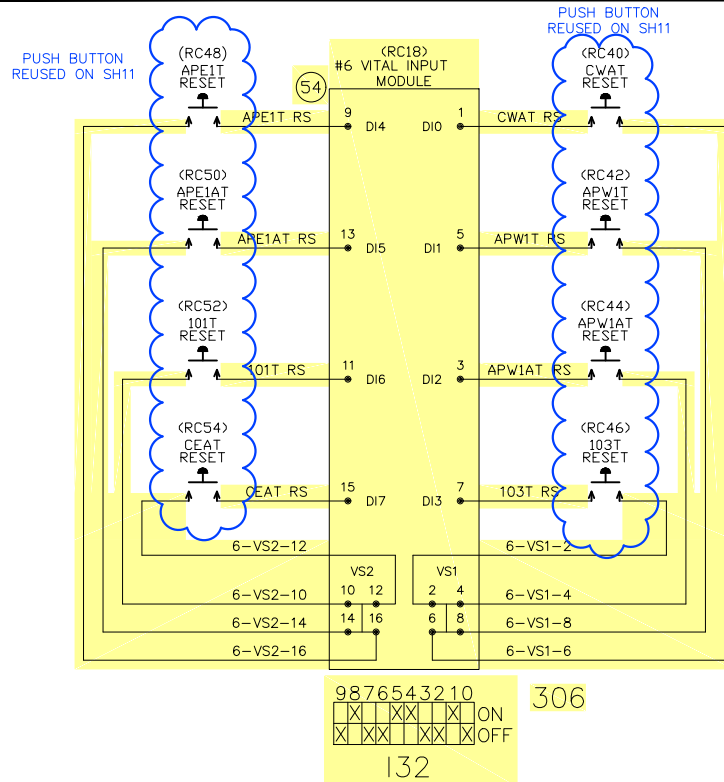 PUSH BUTTON
REUSED ON SH11
PUSH BUTTON
REUSED ON SH11
(RC18)
#6 VITAL INPUT
MODULE
54
(RC48)
APE1T
RESET
APE1T RS
9
DI4
1
DI0
CWAT RS
(RC40)
CWAT
RESET
(RC50)
APE1AT
RESET
APE1AT RS
13
DI5
5
DI1
APW1T RS
(RC42)
APW1T
RESET
(RC52)
101T
RESET
101T RS
11
DI6
3
DI2
APW1AT RS
(RC44)
APW1AT
RESET
(RC54)
CEAT
RESET
CEAT RS
15
DI7
7
DI3
103T RS
(RC46)
103T
RESET
6-VS2-12
6-VS1-2
VS2
VS1
6-VS2-10
10 12
2 4
6-VS1-4
6-VS2-14
14 16
6 8
6-VS1-8
6-VS2-16
6-VS1-6
9876543210
X XX X ON
X XX XX X OFF
132
306